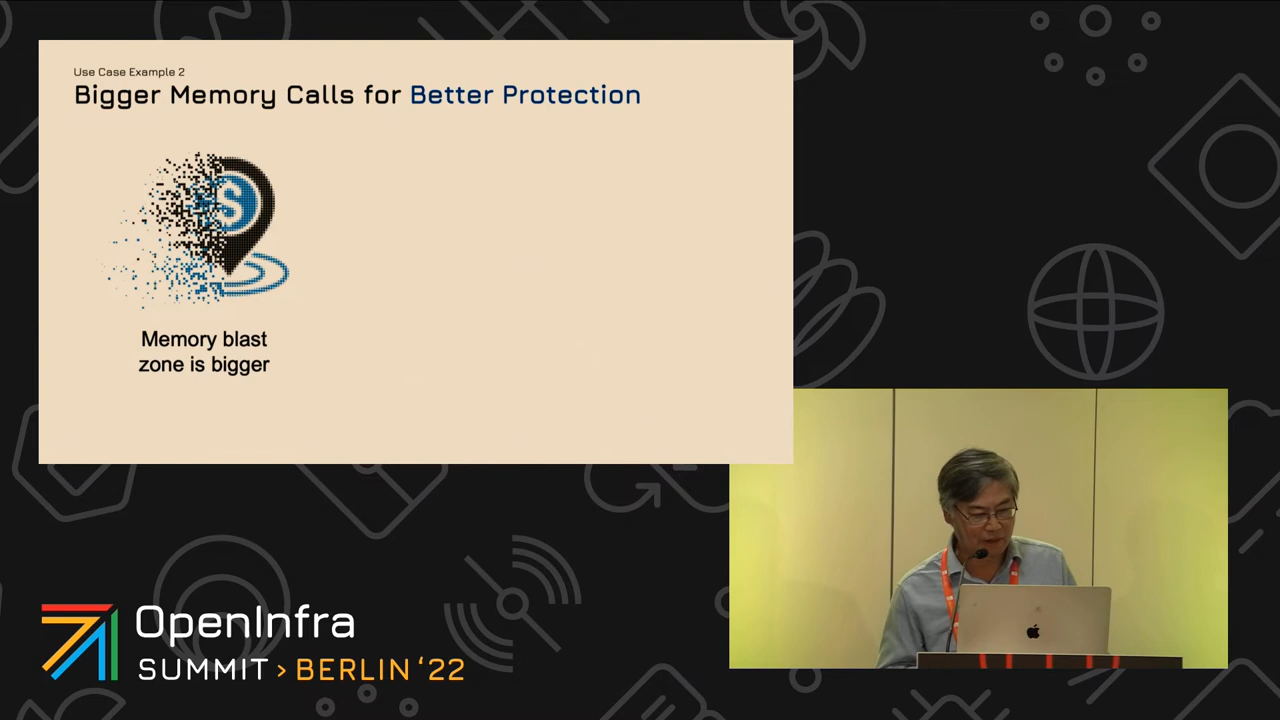 Use Case Example 2
Bigger Memory Calls for Better Protection
$
Memory blast
zone is bigger
OpenInfra
SUMMIT > BERLIN ‘22